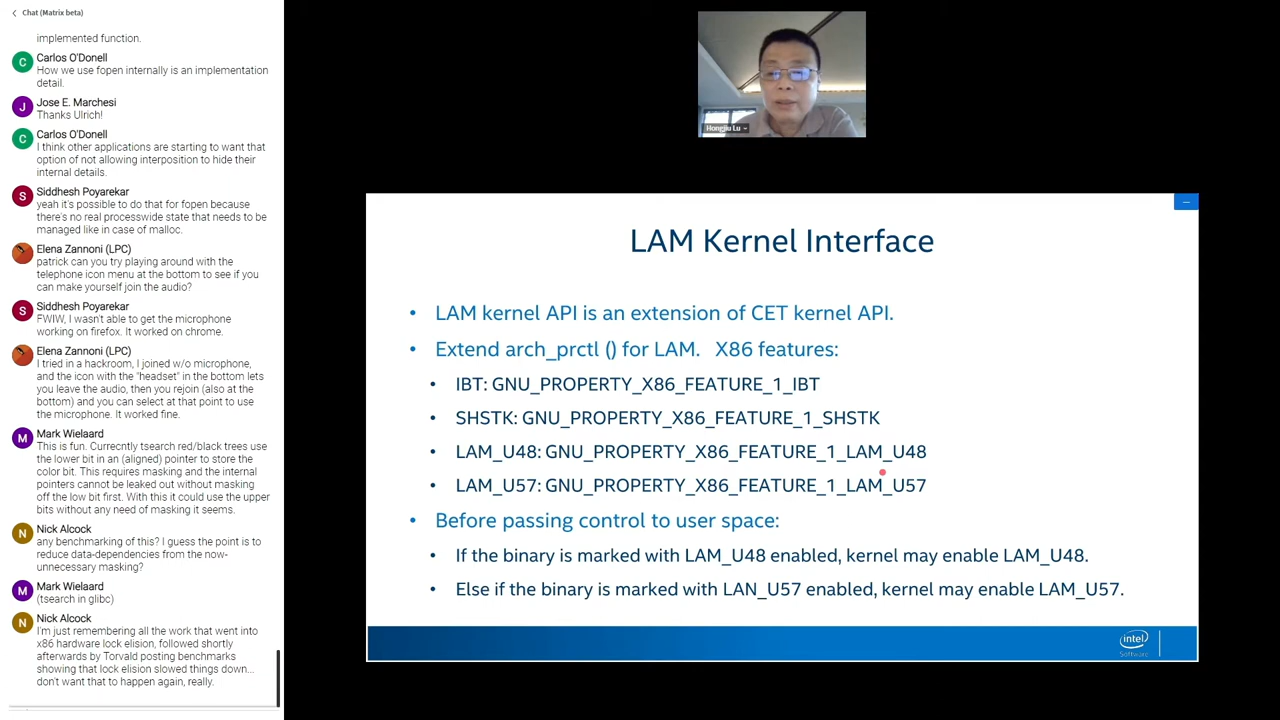 Chat (Matrix beta)
implemented function.
C
Carlos O'Donell
How we use fopen internally is an implementation
detail.
J
Jose E. Marchesi
Thanks Ulrich!
C
Carlos O'Donell
I think other applications are starting to want that
option of not allowing interposition to hide their
internal details.
S
Siddhesh Poyarekar
yeah it's possible to do that for fopen because
there's no real processwide state that needs to be
managed like in case of malloc.
Elena Zannoni (LPC)
patrick can you try playing around with the
telephone icon menu at the bottom to see if you
can make yourself join the audio?
S
Siddhesh Poyarekar
FWIW, I wasn't able to get the microphone
working on firefox. It worked on chrome.
Elena Zannoni (LPC)
I tried in a hackroom, I joined w/o microphone,
and the icon with the "headset" in the bottom lets
you leave the audio, then you rejoin (also at the
bottom) and you can select at that point to use
the microphone. It worked fine.
M
Mark Wielaard
This is fun. Currently tsearch red/black trees use
the lower bit in an (aligned) pointer to store the
color bit. This requires masking and the internal
pointers cannot be leaked out without masking
off the low bit first. With this it could use the upper
bits without any need of masking it seems.
N
Nick Alcock
any benchmarking of this? I guess the point is to
reduce data-dependencies from the now-
unnecessary masking?
M
Mark Wielaard
(tsearch in glibc)
N
Nick Alcock
I'm just remembering all the work that went into
x86 hardware lock elision, followed shortly
afterwards by Torvald posting benchmarks
showing that lock elision slowed things down...
don't want that to happen again, really.
Hongjiu Lu
LAM Kernel Interface
• LAM kernel API is an extension of CET kernel API.
• Extend arch_prctl () for LAM. X86 features:
• IBT: GNU_PROPERTY_X86_FEATURE_1_IBT
• SHSTK: GNU_PROPERTY_X86_FEATURE_1_SHSTK
• LAM_U48: GNU_PROPERTY_X86_FEATURE_1_LAM_U48
• LAM_U57: GNU_PROPERTY_X86_FEATURE_1_LAM_U57
• Before passing control to user space:
• If the binary is marked with LAM_U48 enabled, kernel may enable LAM_U48.
• Else if the binary is marked with LAN_U57 enabled, kernel may enable LAM_U57.
intel
Software